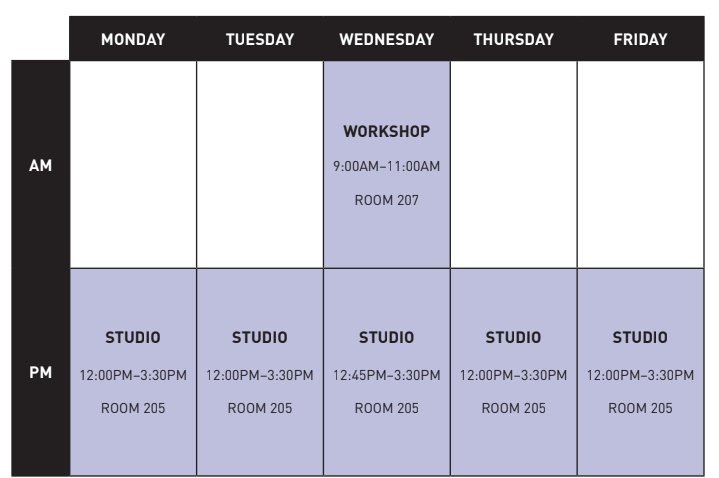 MONDAY TUESDAY WEDNESDAY THURSDAY FRIDAY
AM
WORKSHOP
9:00AM–11:00AM
ROOM 207
PM
STUDIO
12:00PM–3:30PM
ROOM 205
STUDIO
12:00PM–3:30PM
ROOM 205
STUDIO
12:45PM–3:30PM
ROOM 205
STUDIO
12:00PM–3:30PM
ROOM 205
STUDIO
12:00PM–3:30PM
ROOM 205